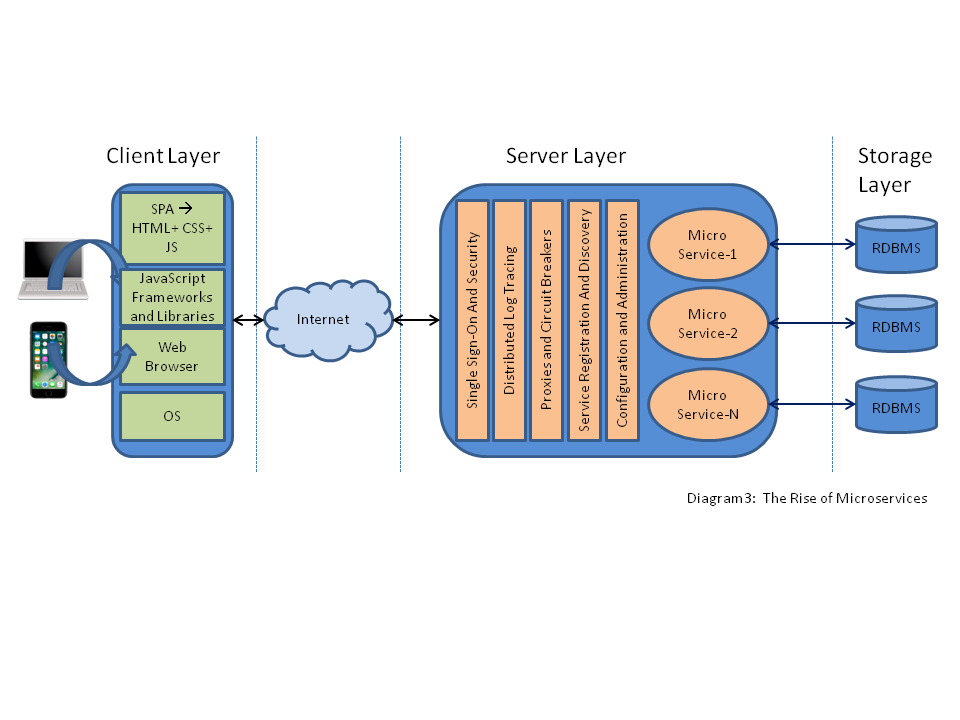 Client Layer
Server Layer
Storage
Layer
SPA →
HTML+ CSS+
JS
JavaScript
Frameworks
and Libraries
Web
Browser
OS
Internet
Single Sign-On And Security
Distributed Log Tracing
Proxies and Circuit Breakers
Service Registration And Discovery
Configuration and Administration
Micro
Service-1
Micro
Service-2
Micro
Service-N
RDBMS
RDBMS
RDBMS
Diagram3: The Rise of Microservices